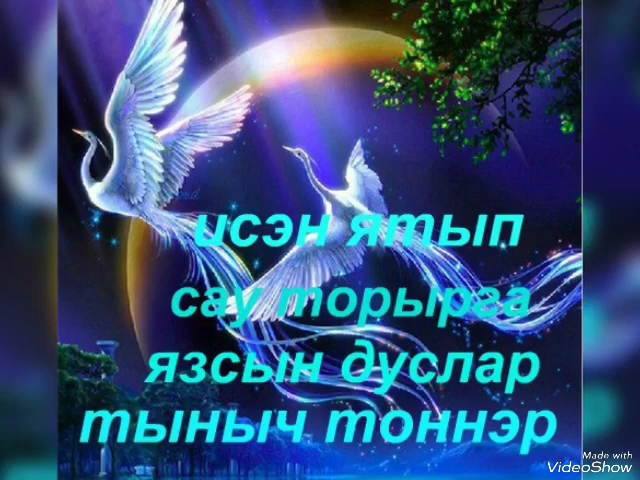 исэн ятып
сау торырга
язсын дуслар
тыныч тоннэр
Made with
VideoShow